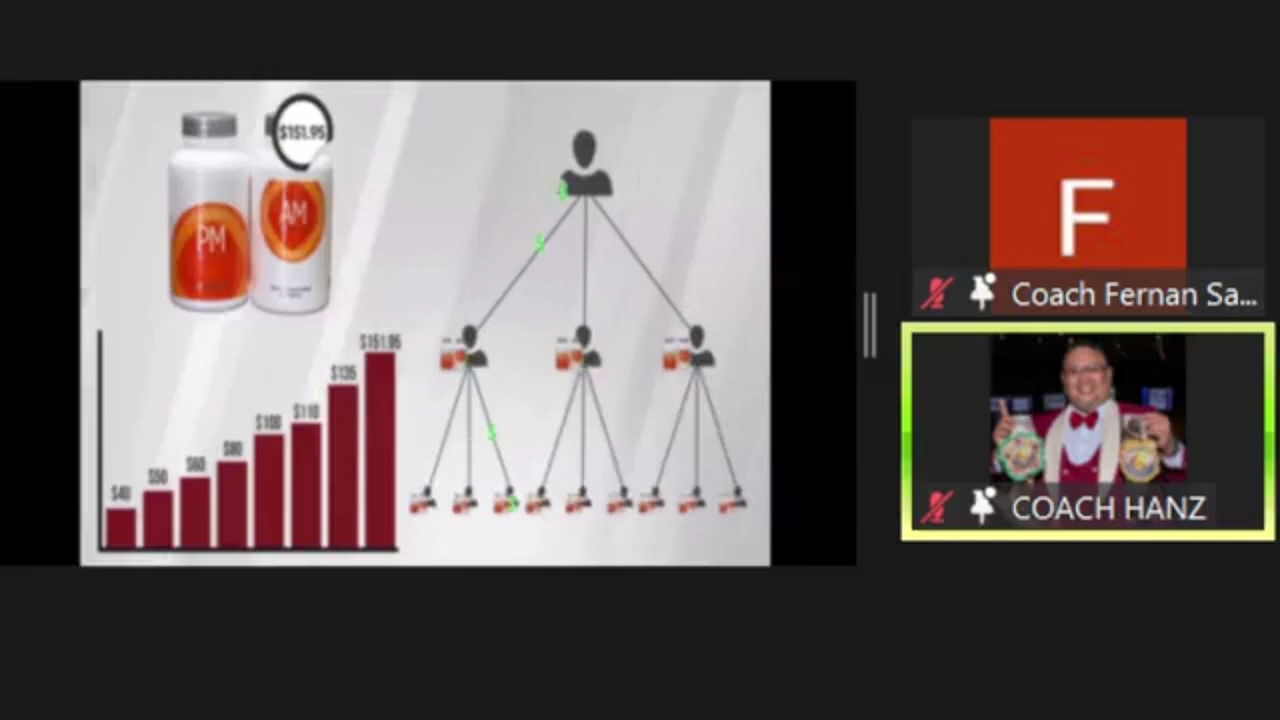 $151.95
PM
AM
$40
$50
$60
$80
$100
$110
$135
$151.95
F
Coach Fernan Sa...
COACH HANZ